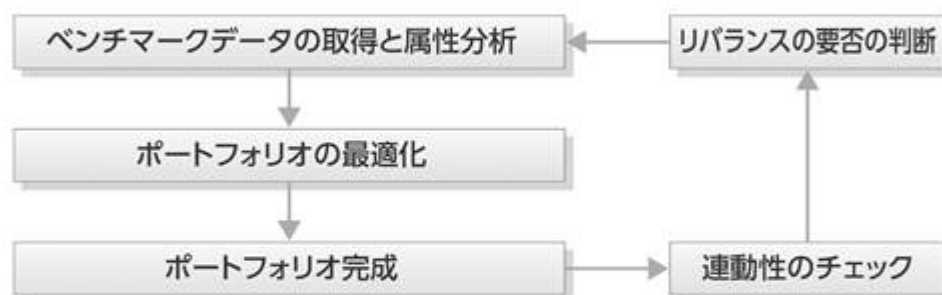 ベンチマークデータの取得と属性分析
リバランスの要否の判断
ポートフォリオの最適化
ポートフォリオ完成
連動性のチェック